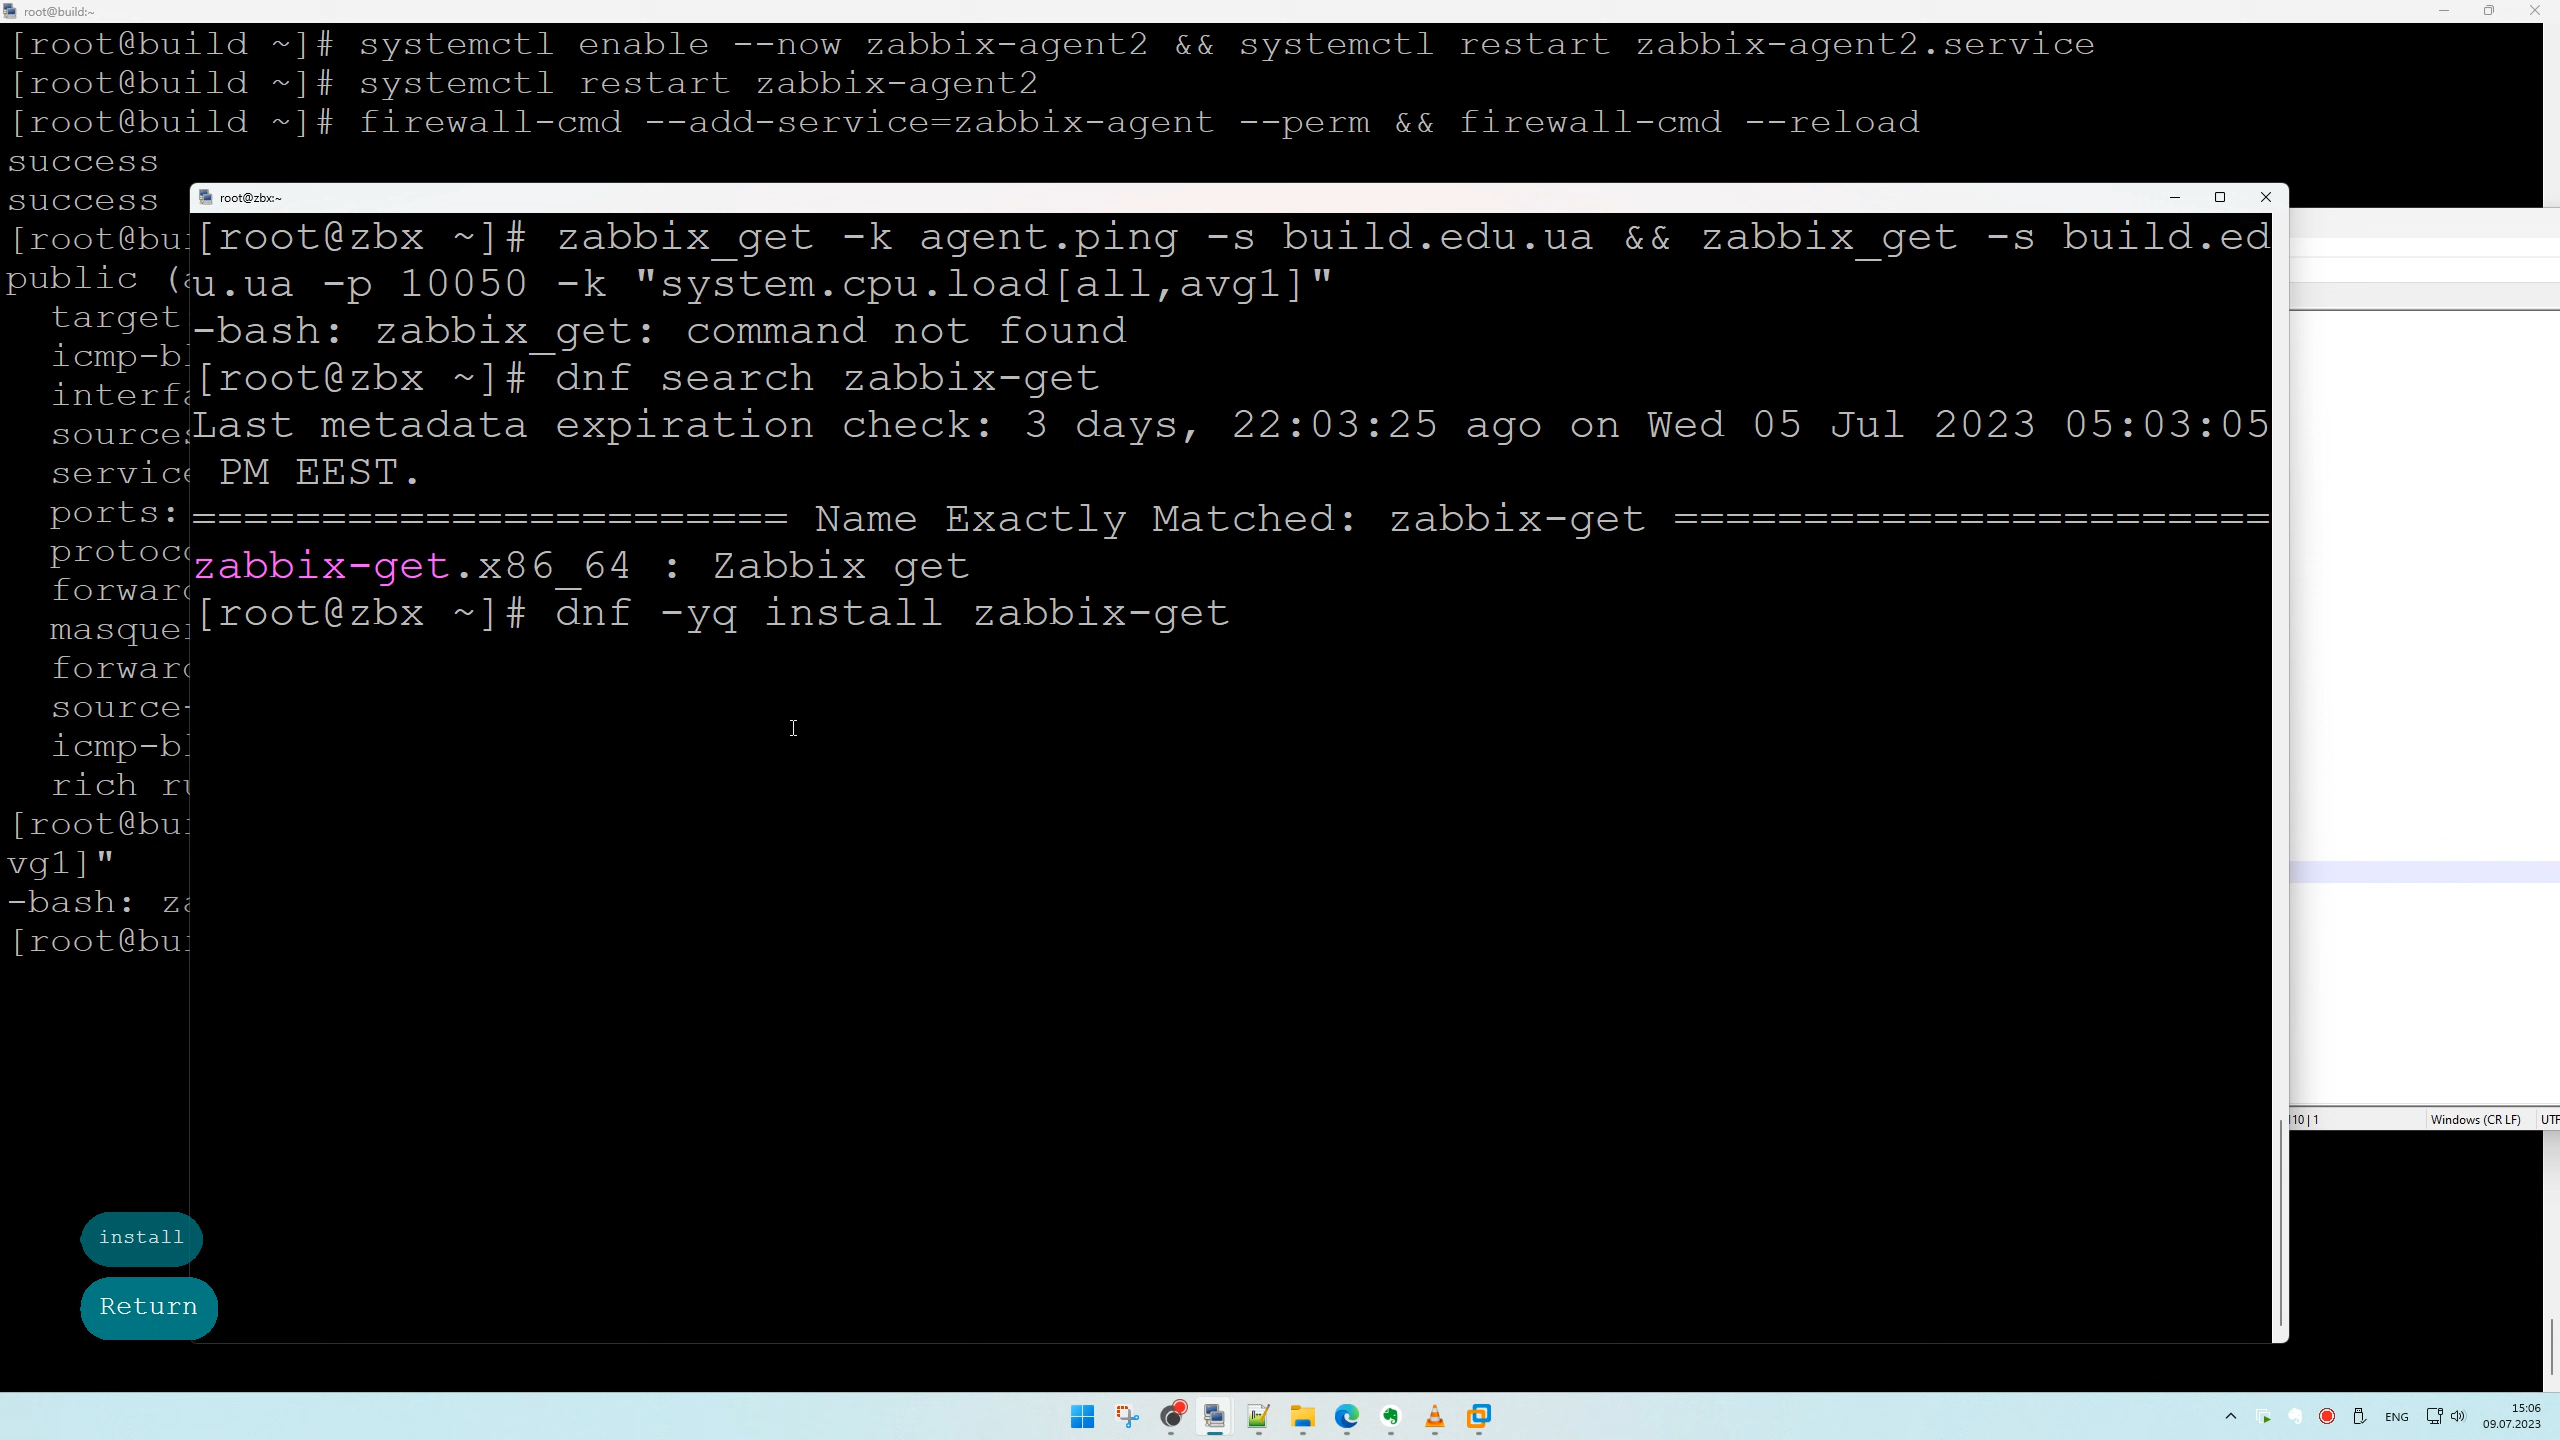 root@build:~
[root@build ~]# systemctl enable --now zabbix-agent2 && systemctl restart zabbix-agent2.service
[root@build ~]# systemctl restart zabbix-agent2
[root@build ~]# firewall-cmd --add-service=zabbix-agent --perm && firewall-cmd --reload
success
success
[root@bu
public (
target
icmp-b
interf
source
servic
ports:
protoc
forwar
masque
forwar
source-
icmp-b
rich r
[root@bu
vg1]"
-bash: z
[root@bu
root@zbx:~
[root@zbx ~]# zabbix_get -k agent.ping -s build.edu.ua && zabbix_get -s build.ed
u.ua -p 10050 -k "system.cpu.load[all,avg1]"
-bash: zabbix_get: command not found
[root@zbx ~]# dnf search zabbix-get
Last metadata expiration check: 3 days, 22:03:25 ago on Wed 05 Jul 2023 05:03:05
PM EEST.
======================= Name Exactly Matched: zabbix-get =======================
zabbix-get.x86_64 : Zabbix get
[root@zbx ~]# dnf -yq install zabbix-get
10 | 1
Windows (CR LF)
UTF
install
Return
ENG
15:06
09.07.2023